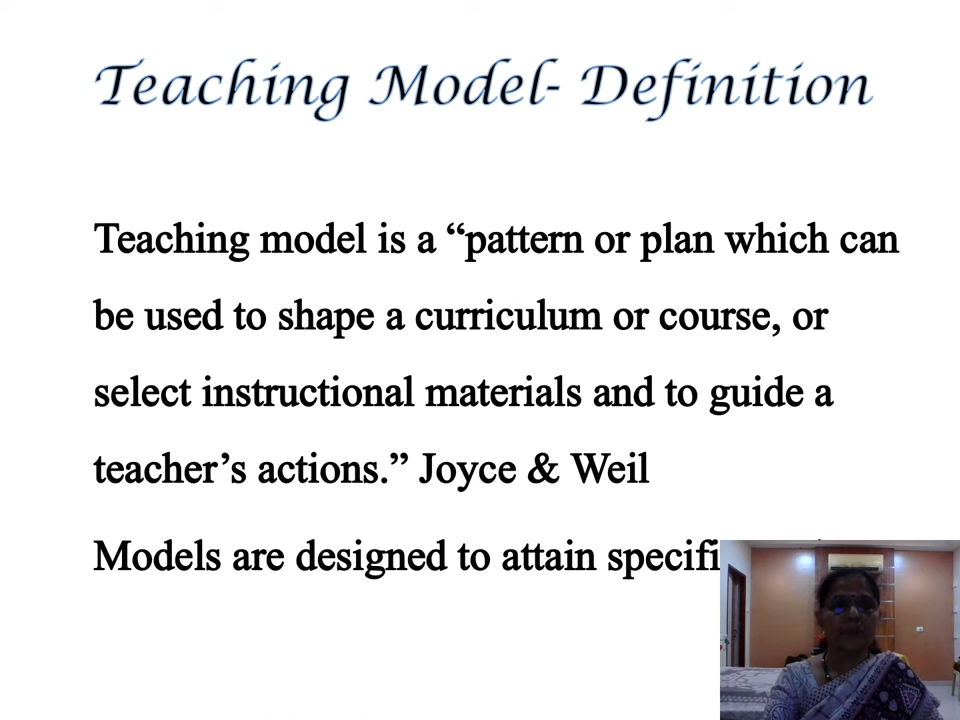 Teaching Model- Definition
Teaching model is a “pattern or plan which can
be used to shape a curriculum or course, or
select instructional materials and to guide a
teacher’s actions.” Joyce & Weil
Models are designed to attain